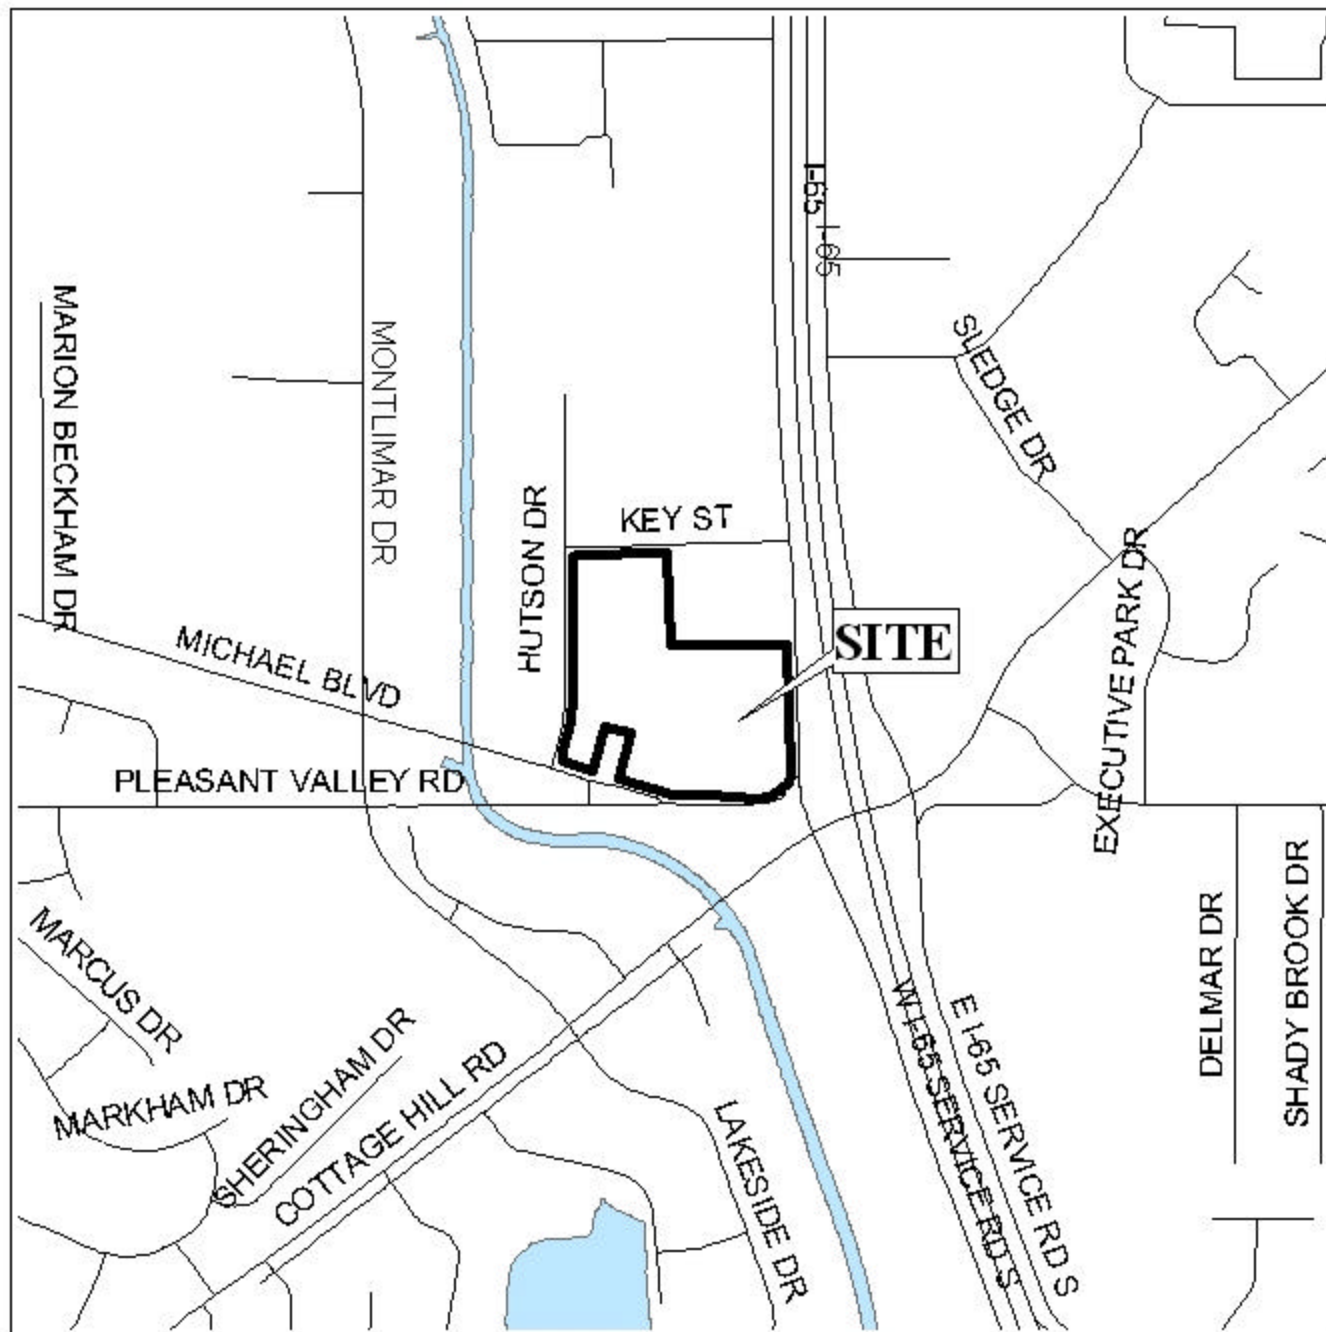 I-65
I-65
MARION BECKHAM DR
MONTLIMAR DR
SLEDGE DR
HUTSON DR
KEY ST
EXECUTIVE PARK DR
SITE
MICHAEL BLVD
PLEASANT VALLEY RD
MARCUS DR
DELMAR DR
SHADY BROOK DR
MARKHAM DR
SHERINGHAM DR
COTTAGE HILL RD
LAKESIDE DR
W I-65 SERVICE RD S
E I-65 SERVICE RD S